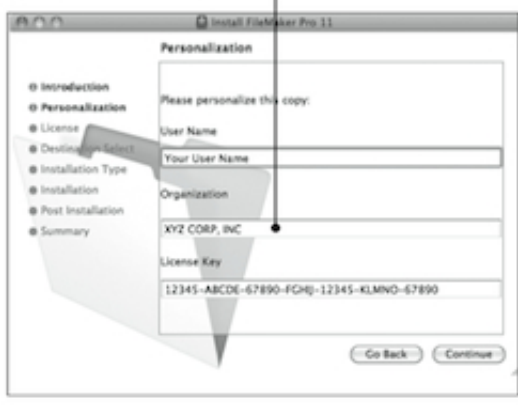 Install FileMaker Pro 11
Personalization
Introduction
Personalization
License
Destination Select
Installation Type
Installation
Post Installation
Summary
Please personalize this copy:
User Name
Your User Name
Organization
XYZ CORP, INC
License Key
12345-ABCDE-67890-FGHIJ-12345-KLMNO-67890
Go Back
Continue